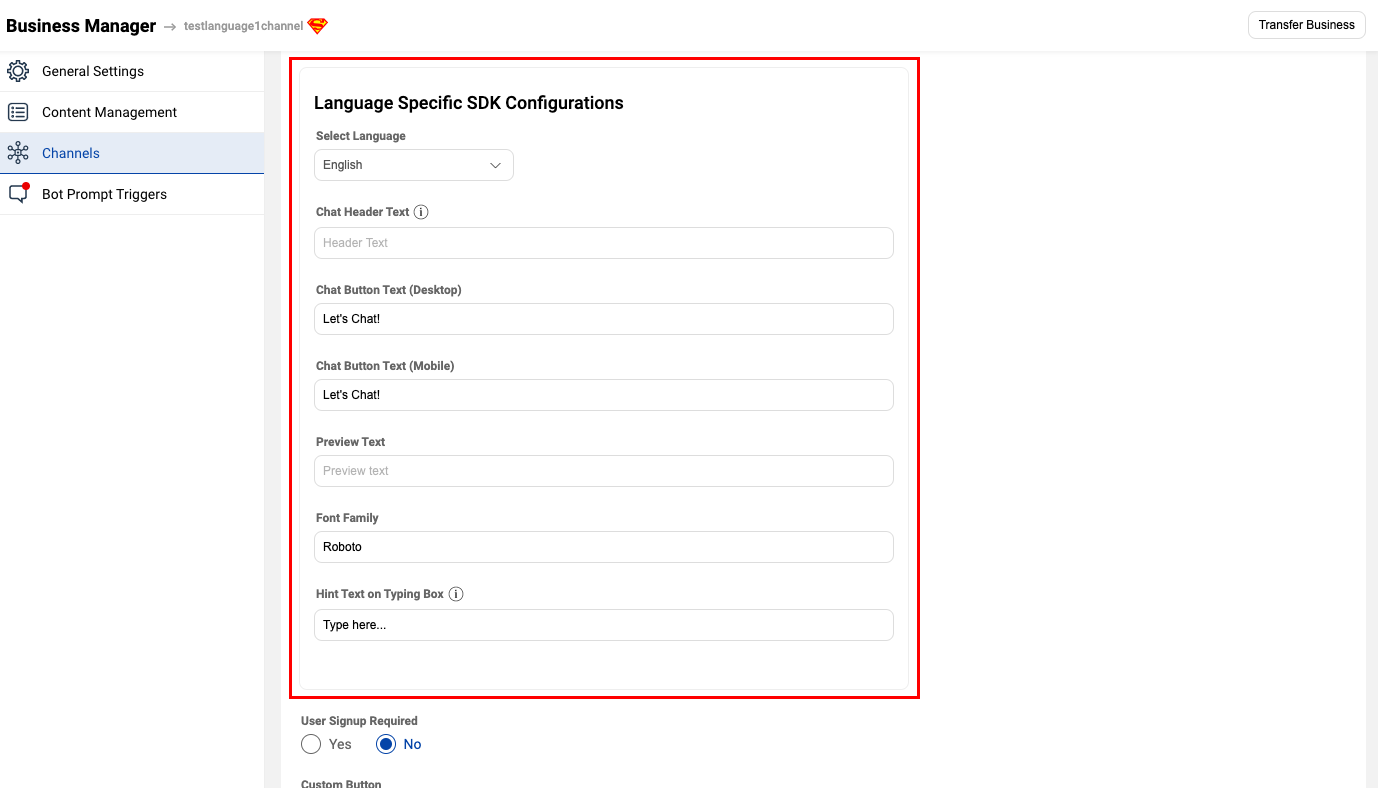 Business Manager → testlanguage1channel
Transfer Business
General Settings
Content Management
Channels
Bot Prompt Triggers
Language Specific SDK Configurations
Select Language
English
Chat Header Text
Header Text
Chat Button Text (Desktop)
Let's Chat!
Chat Button Text (Mobile)
Let's Chat!
Preview Text
Preview text
Font Family
Roboto
Hint Text on Typing Box
Type here...
User Signup Required
Yes No
Custom Button